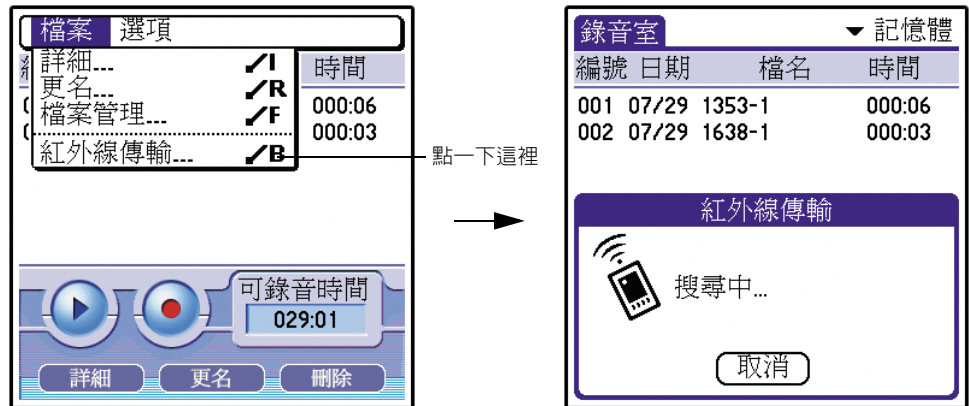 檔案 選項
詳細... ✓I
更名... ✓R
檔案管理... ✓F
紅外線傳輸... ✓B
時間
000:06
000:03
點一下這裡
可錄音時間
029:01
詳細 更名 刪除
錄音室 ▼ 記憶體
編號 日期 檔名 時間
001 07/29 1353-1 000:06
002 07/29 1638-1 000:03
紅外線傳輸
搜尋中...
取消